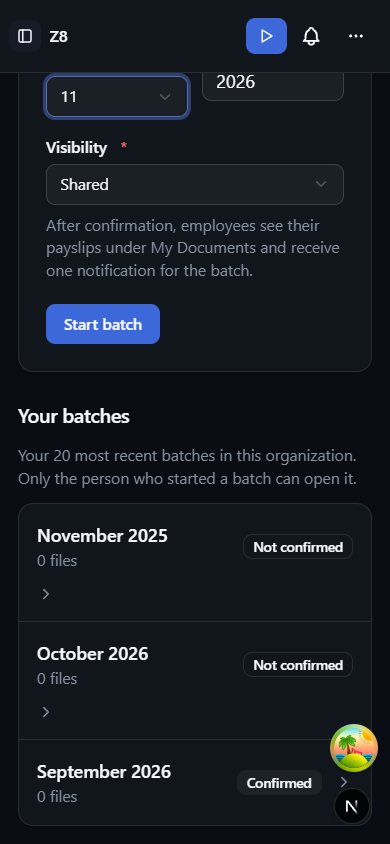 Z8
11
2026
Visibility *
Shared
After confirmation, employees see their
payslips under My Documents and receive
one notification for the batch.
Start batch
Your batches
Your 20 most recent batches in this organization.
Only the person who started a batch can open it.
November 2025
Not confirmed
0 files
October 2026
Not confirmed
0 files
September 2026
Confirmed
0 files
N